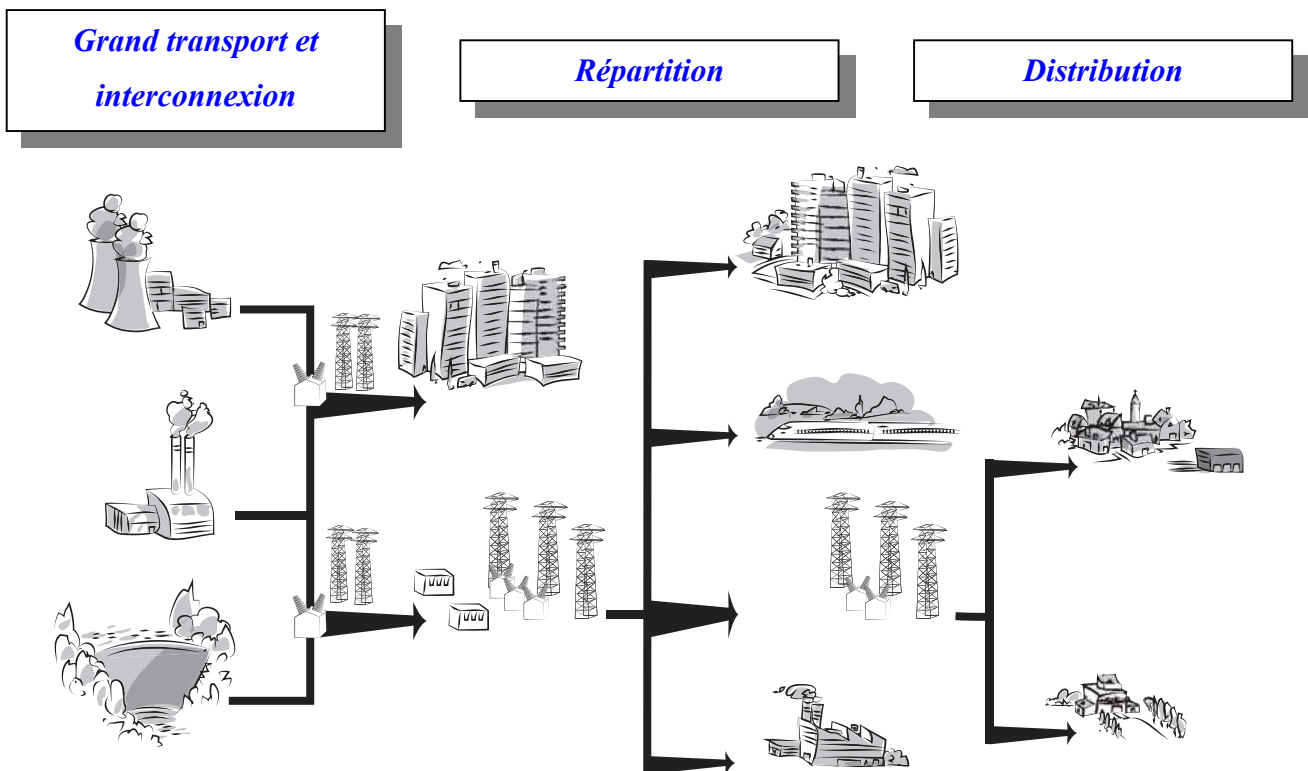 Grand transport et
interconnexion
Répartition
Distribution